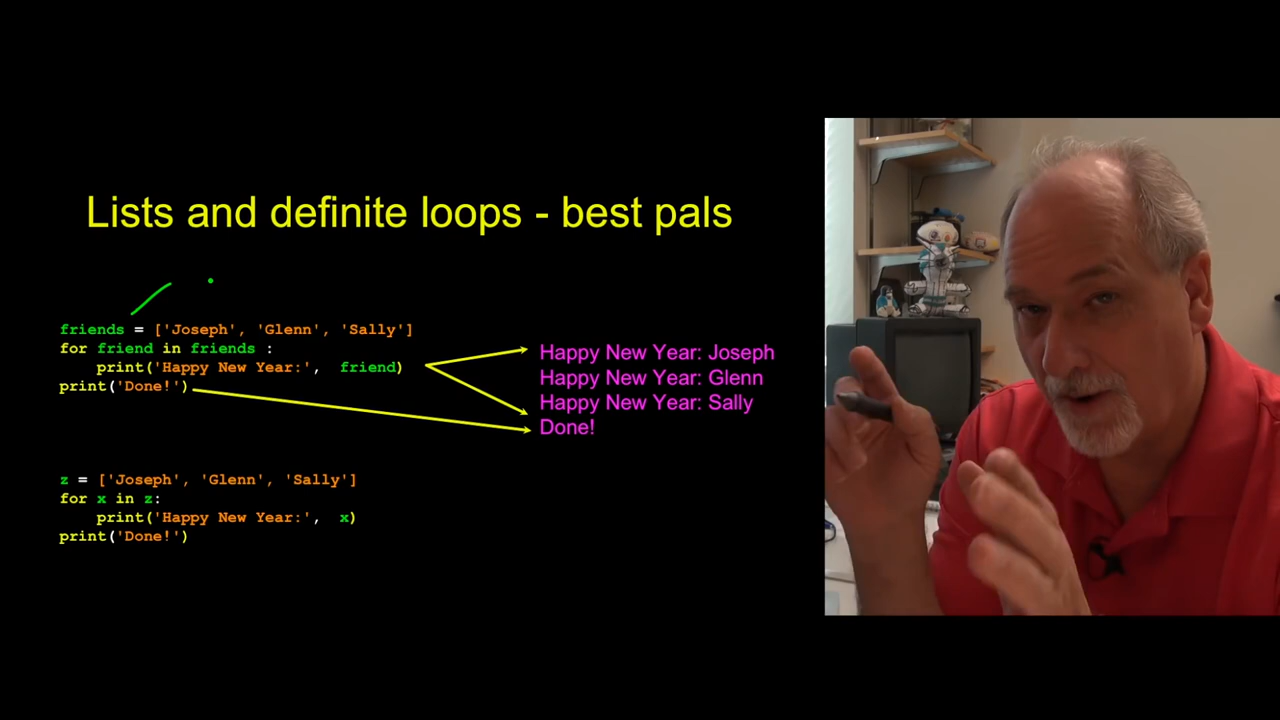 Lists and definite loops - best pals
friends = ['Joseph', 'Glenn', 'Sally']
for friend in friends :
    print('Happy New Year:',  friend)
print('Done!')
Happy New Year: Joseph
Happy New Year: Glenn
Happy New Year: Sally
Done!
z = ['Joseph', 'Glenn', 'Sally']
for x in z:
    print('Happy New Year:',  x)
print('Done!')